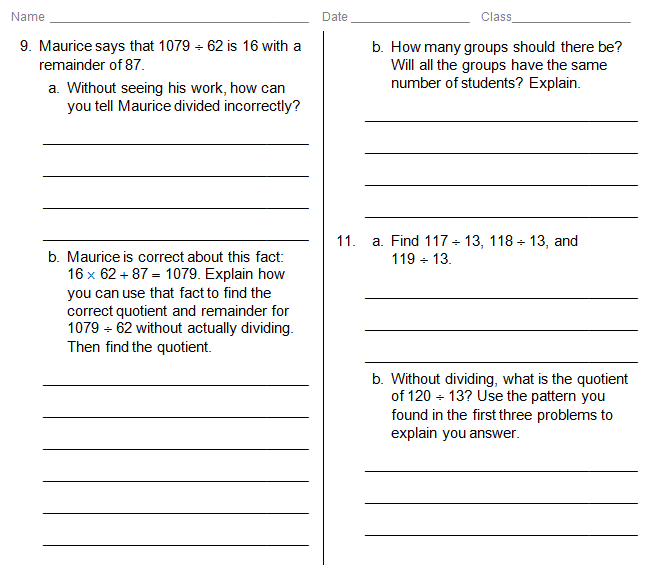 Name Date Class
9. Maurice says that 1079 ÷ 62 is 16 with a
remainder of 87.
a. Without seeing his work, how can
you tell Maurice divided incorrectly?
b. Maurice is correct about this fact:
16 × 62 + 87 = 1079. Explain how
you can use that fact to find the
correct quotient and remainder for
1079 ÷ 62 without actually dividing.
Then find the quotient.
b. How many groups should there be?
Will all the groups have the same
number of students? Explain.
11. a. Find 117 ÷ 13, 118 ÷ 13, and
119 ÷ 13.
b. Without dividing, what is the quotient
of 120 ÷ 13? Use the pattern you
found in the first three problems to
explain you answer.